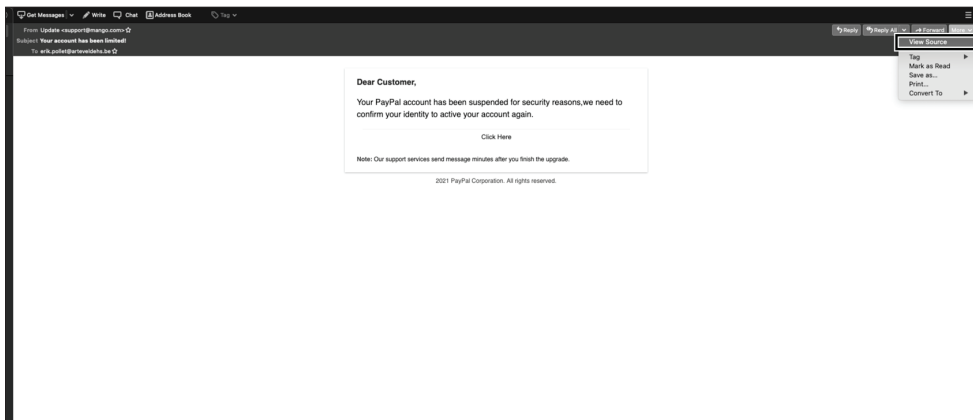 Get Messages Write Chat Address Book Tag
From Update <support@mango.com> Reply Reply All Forward More
Subject Your account has been limited!
To erik.pollet@arteveldehs.be
View Source
Tag
Mark as Read
Save as...
Print...
Convert To
Dear Customer,
Your PayPal account has been suspended for security reasons,we need to
confirm your identity to active your account again.
Click Here
Note: Our support services send message minutes after you finish the upgrade.
2021 PayPal Corporation. All rights reserved.